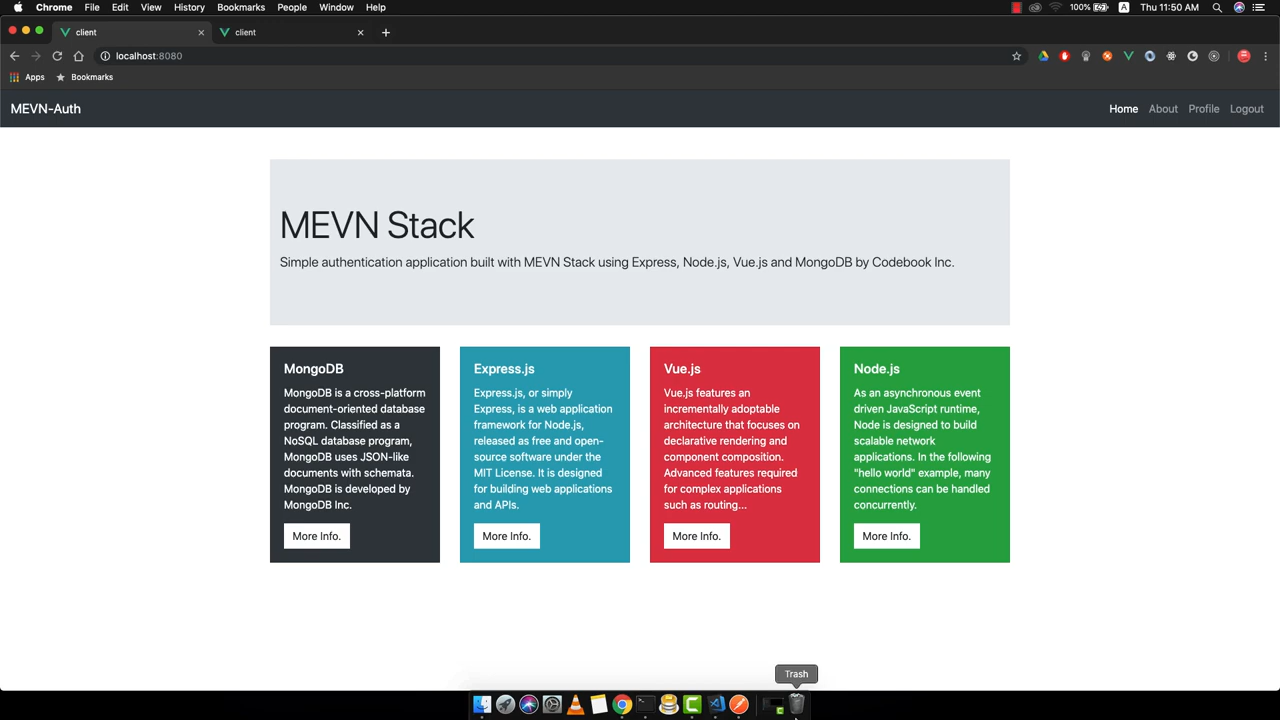 Chrome File Edit View History Bookmarks People Window Help 100% A Thu 11:50 AM
client client
localhost:8080
Apps Bookmarks
MEVN-Auth Home About Profile Logout
MEVN Stack
Simple authentication application built with MEVN Stack using Express, Node.js, Vue.js and MongoDB by Codebook Inc.
MongoDB
MongoDB is a cross-platform
document-oriented database
program. Classified as a
NoSQL database program,
MongoDB uses JSON-like
documents with schemata.
MongoDB is developed by
MongoDB Inc.
More Info.
Express.js
Express.js, or simply
Express, is a web application
framework for Node.js,
released as free and open-
source software under the
MIT License. It is designed
for building web applications
and APIs.
More Info.
Vue.js
Vue.js features an
incrementally adoptable
architecture that focuses on
declarative rendering and
component composition.
Advanced features required
for complex applications
such as routing...
More Info.
Node.js
As an asynchronous event
driven JavaScript runtime,
Node is designed to build
scalable network
applications. In the following
"hello world" example, many
connections can be handled
concurrently.
More Info.
Trash